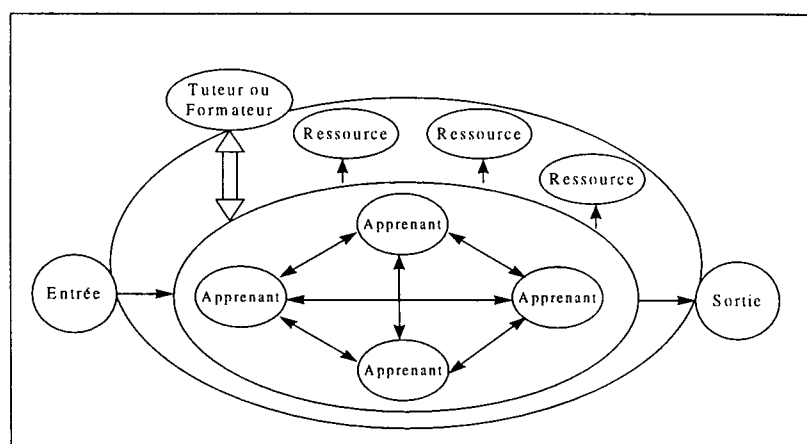 Tuteur ou
Formateur
Ressource
Ressource
Ressource
Apprenant
Entrée
Apprenant
Apprenant
Sortie
Apprenant